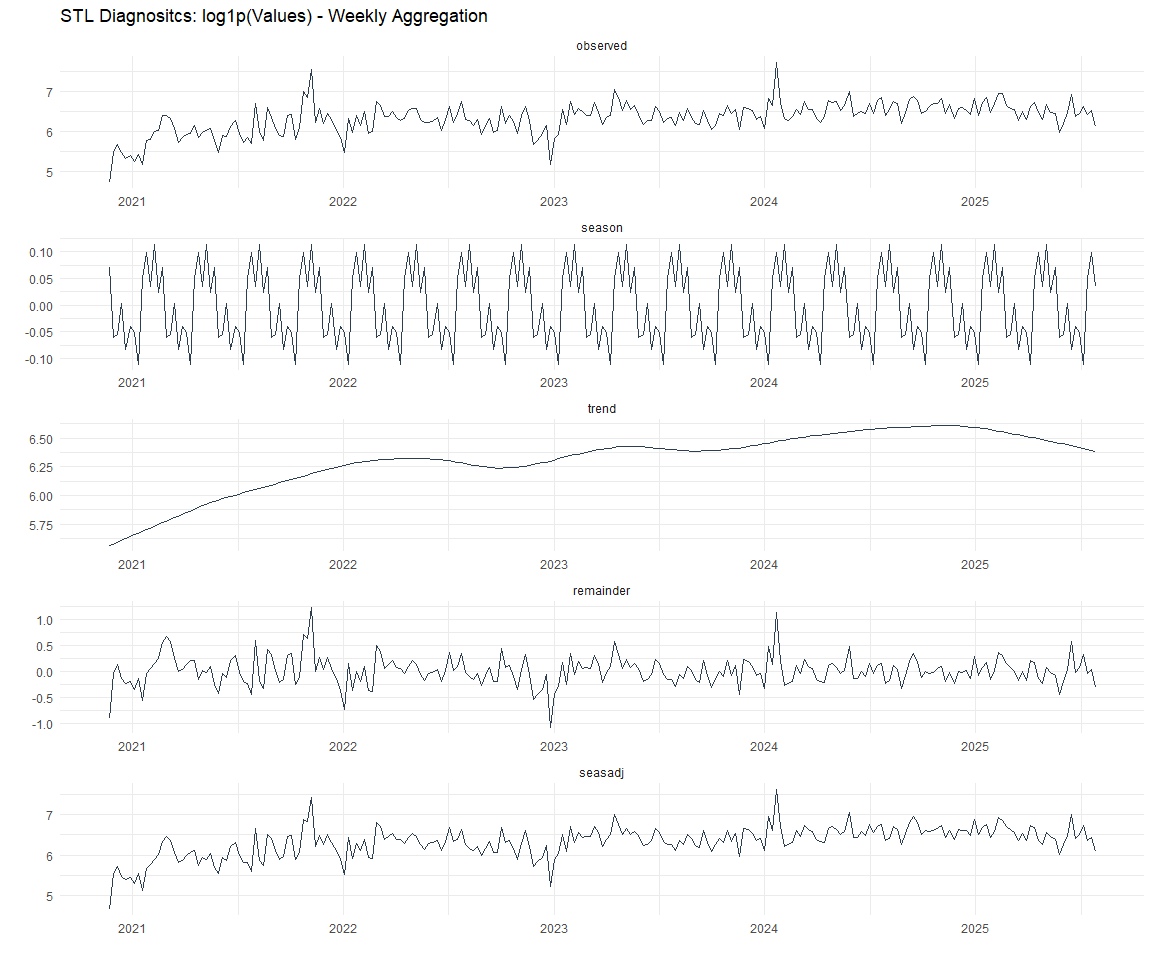 STL Diagnositcs: log1p(Values) - Weekly Aggregation
observed
7
6
5
2021 2022 2023 2024 2025
season
0.10
0.05
0.00
-0.05
-0.10
2021 2022 2023 2024 2025
trend
6.50
6.25
6.00
5.75
2021 2022 2023 2024 2025
remainder
1.0
0.5
0.0
-0.5
-1.0
2021 2022 2023 2024 2025
seasadj
7
6
5
2021 2022 2023 2024 2025